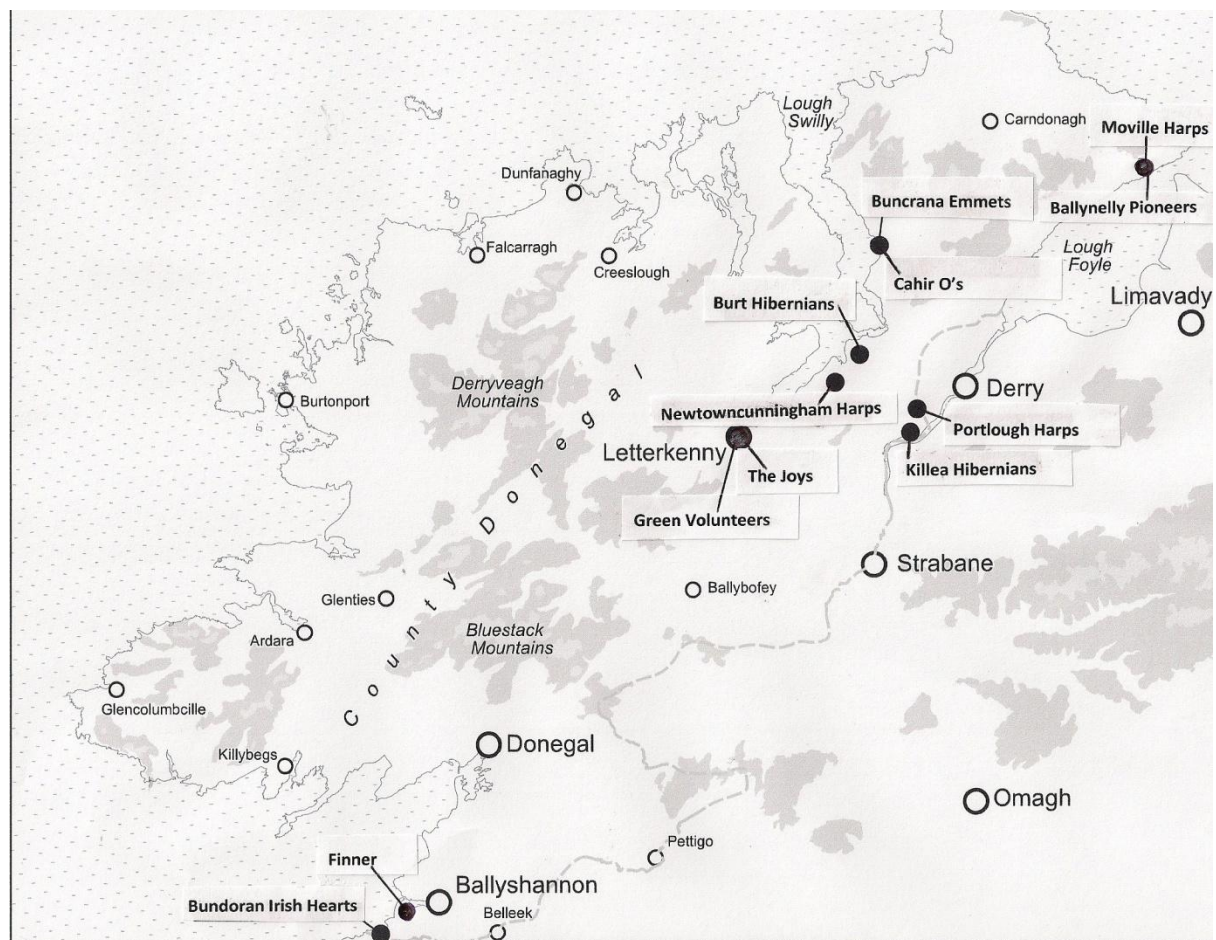 Lough
Swilly
Carndonagh
Moville Harps
Dunfanaghy
Buncrana Emmets
Ballynelly Pioneers
Falcarragh
Creeslough
Lough
Foyle
Cahir O's
Burt Hibernians
Limavady
Derryveagh
Mountains
Burtonport
Derry
Newtowncunningham Harps
Portlough Harps
Letterkenny
Killea Hibernians
The Joys
Green Volunteers
County Donegal
Strabane
Ballybofey
Glenties
Ardara
Bluestack
Mountains
Glencolumbcille
Killybegs
Donegal
Omagh
Pettigo
Finner
Ballyshannon
Bundoran Irish Hearts
Belleek